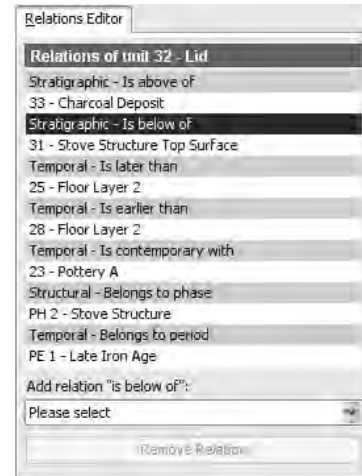 Relations Editor
Relations of unit 32 - Lid
Stratigraphic - Is above of
33 - Charcoal Deposit
Stratigraphic - Is below of
31 - Stove Structure Top Surface
Temporal - Is later than
25 - Floor Layer 2
Temporal - Is earlier than
28 - Floor Layer 2
Temporal - Is contemporary with
23 - Pottery A
Structural - Belongs to phase
PH 2 - Stove Structure
Temporal - Belongs to period
PE 1 - Late Iron Age
Add relation "is below of":
Please select
Remove Relation